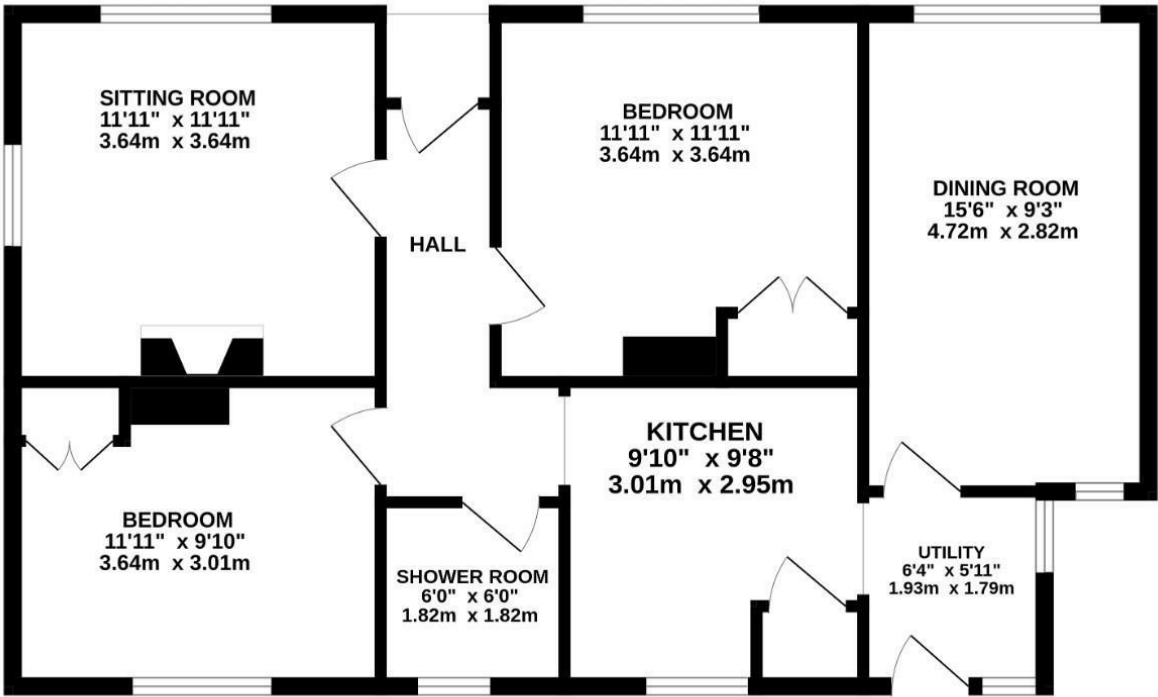 SITTING ROOM
11'11" x 11'11"
3.64m x 3.64m
BEDROOM
11'11" x 11'11"
3.64m x 3.64m
DINING ROOM
15'6" x 9'3"
4.72m x 2.82m
HALL
KITCHEN
9'10" x 9'8"
3.01m x 2.95m
BEDROOM
11'11" x 9'10"
3.64m x 3.01m
SHOWER ROOM
6'0" x 6'0"
1.82m x 1.82m
UTILITY
6'4" x 5'11"
1.93m x 1.79m